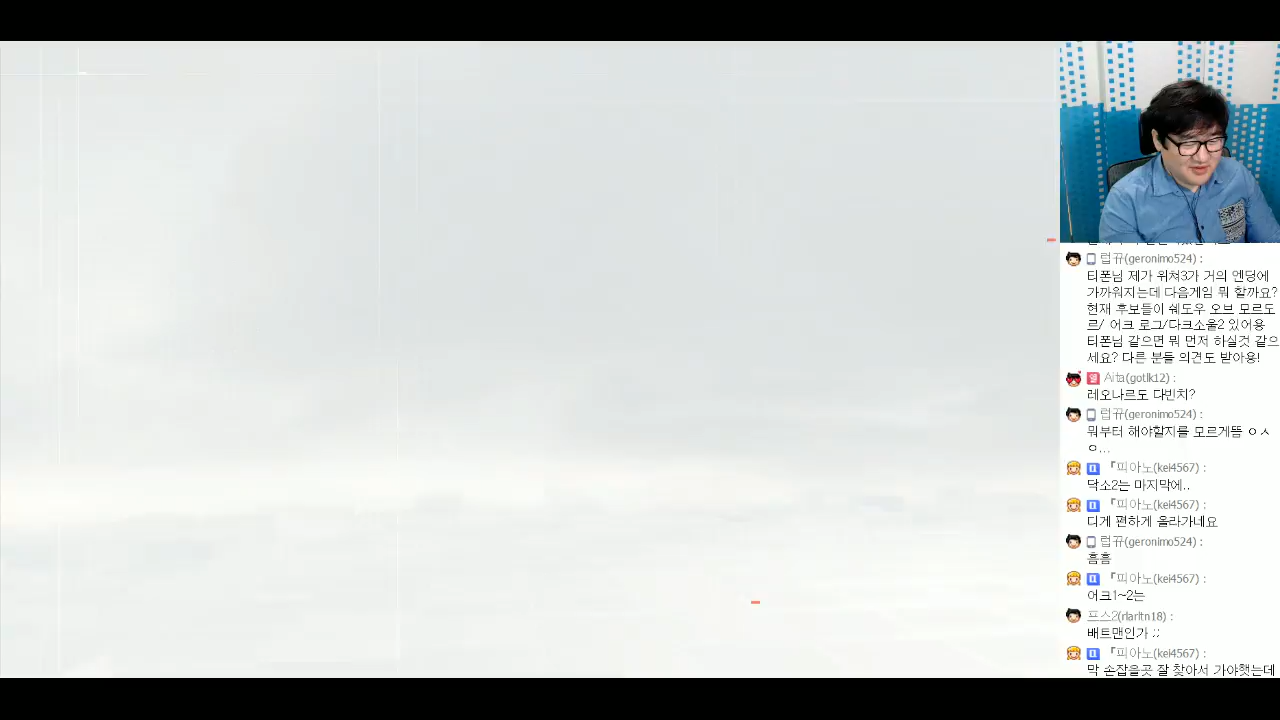 럽뀨(geronimo524) :
티폰님 제가 위쳐3가 거의 엔딩에
가까워지는데 다음게임 뭐 할까요?
현재 후보들이 쉐도우 오브 모르도
르/ 어크 로그/다크소울2 있어용
티폰님 같으면 뭐 먼저 하실것 같으
세요? 다른 분들 의견도 받아용!
열 Aita(gotlk12) :
레오나르도 다빈치?
럽뀨(geronimo524) :
뭐부터 해야할지를 모르게뜸 ㅇㅅ
ㅇ...
『피아노(kei4567) :
닥소2는 마지막에..
『피아노(kei4567) :
디게 편하게 올라가네요
럽뀨(geronimo524) :
흠흠
『피아노(kei4567) :
어크1~2는
프스2(rlarltn18) :
배트맨인가 ;;
『피아노(kei4567) :
막 손잡을곳 잘 찾아서 가야햇는데